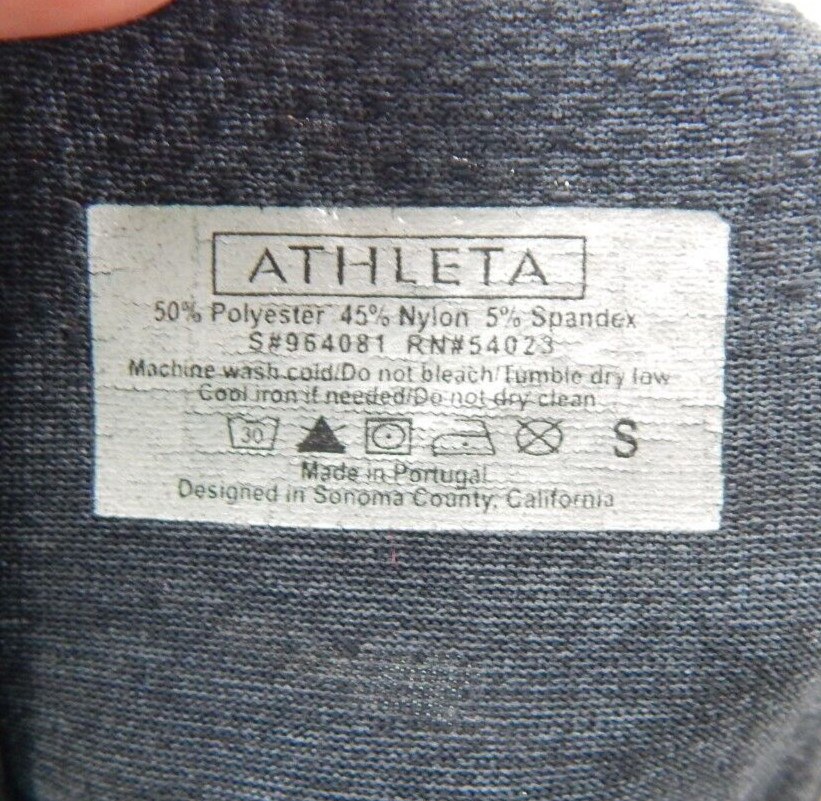 ATHLETA
50% Polyester 45% Nylon 5% Spandex
S#964081 RN#54023
Machine wash cold/Do not bleach/Tumble dry low
Cool iron if needed/Do not dry clean
30 S
Made in Portugal
Designed in Sonoma County, California